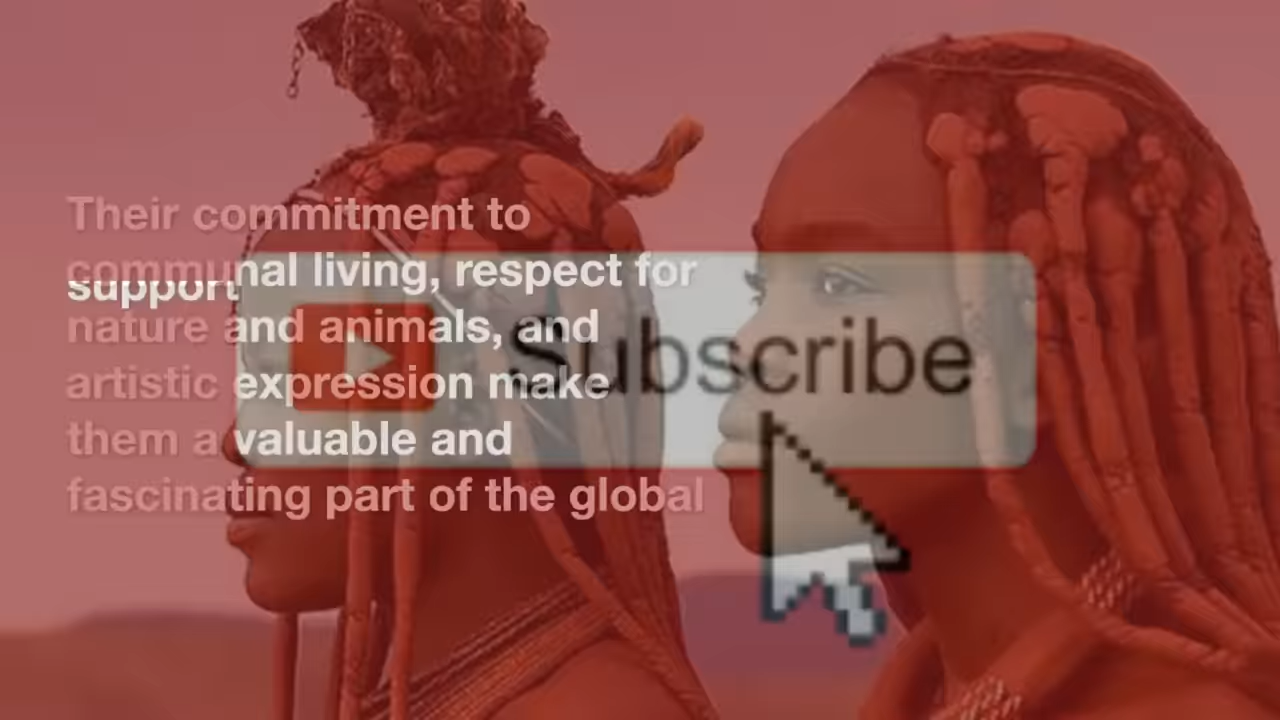 Their commitment to
communal living, respect for
support
nature and animals, and
artistic expression make
them a valuable and
fascinating part of the global
Subscribe